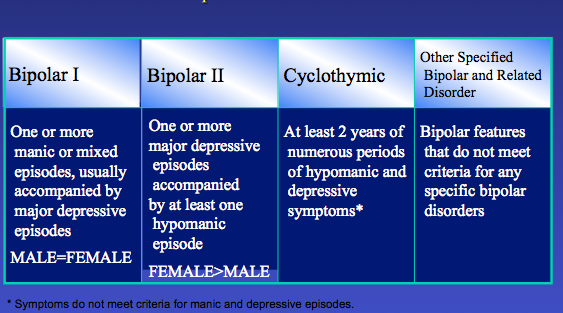 Bipolar I
Bipolar II
Cyclothymic
Other Specified
Bipolar and Related
Disorder
One or more
manic or mixed
episodes, usually
accompanied by
major depressive
episodes
MALE=FEMALE
One or more
major depressive
episodes
accompanied
by at least one
hypomanic
episode
FEMALE>MALE
At least 2 years of
numerous periods
of hypomanic and
depressive
symptoms*
Bipolar features
that do not meet
criteria for any
specific bipolar
disorders
* Symptoms do not meet criteria for manic and depressive episodes.